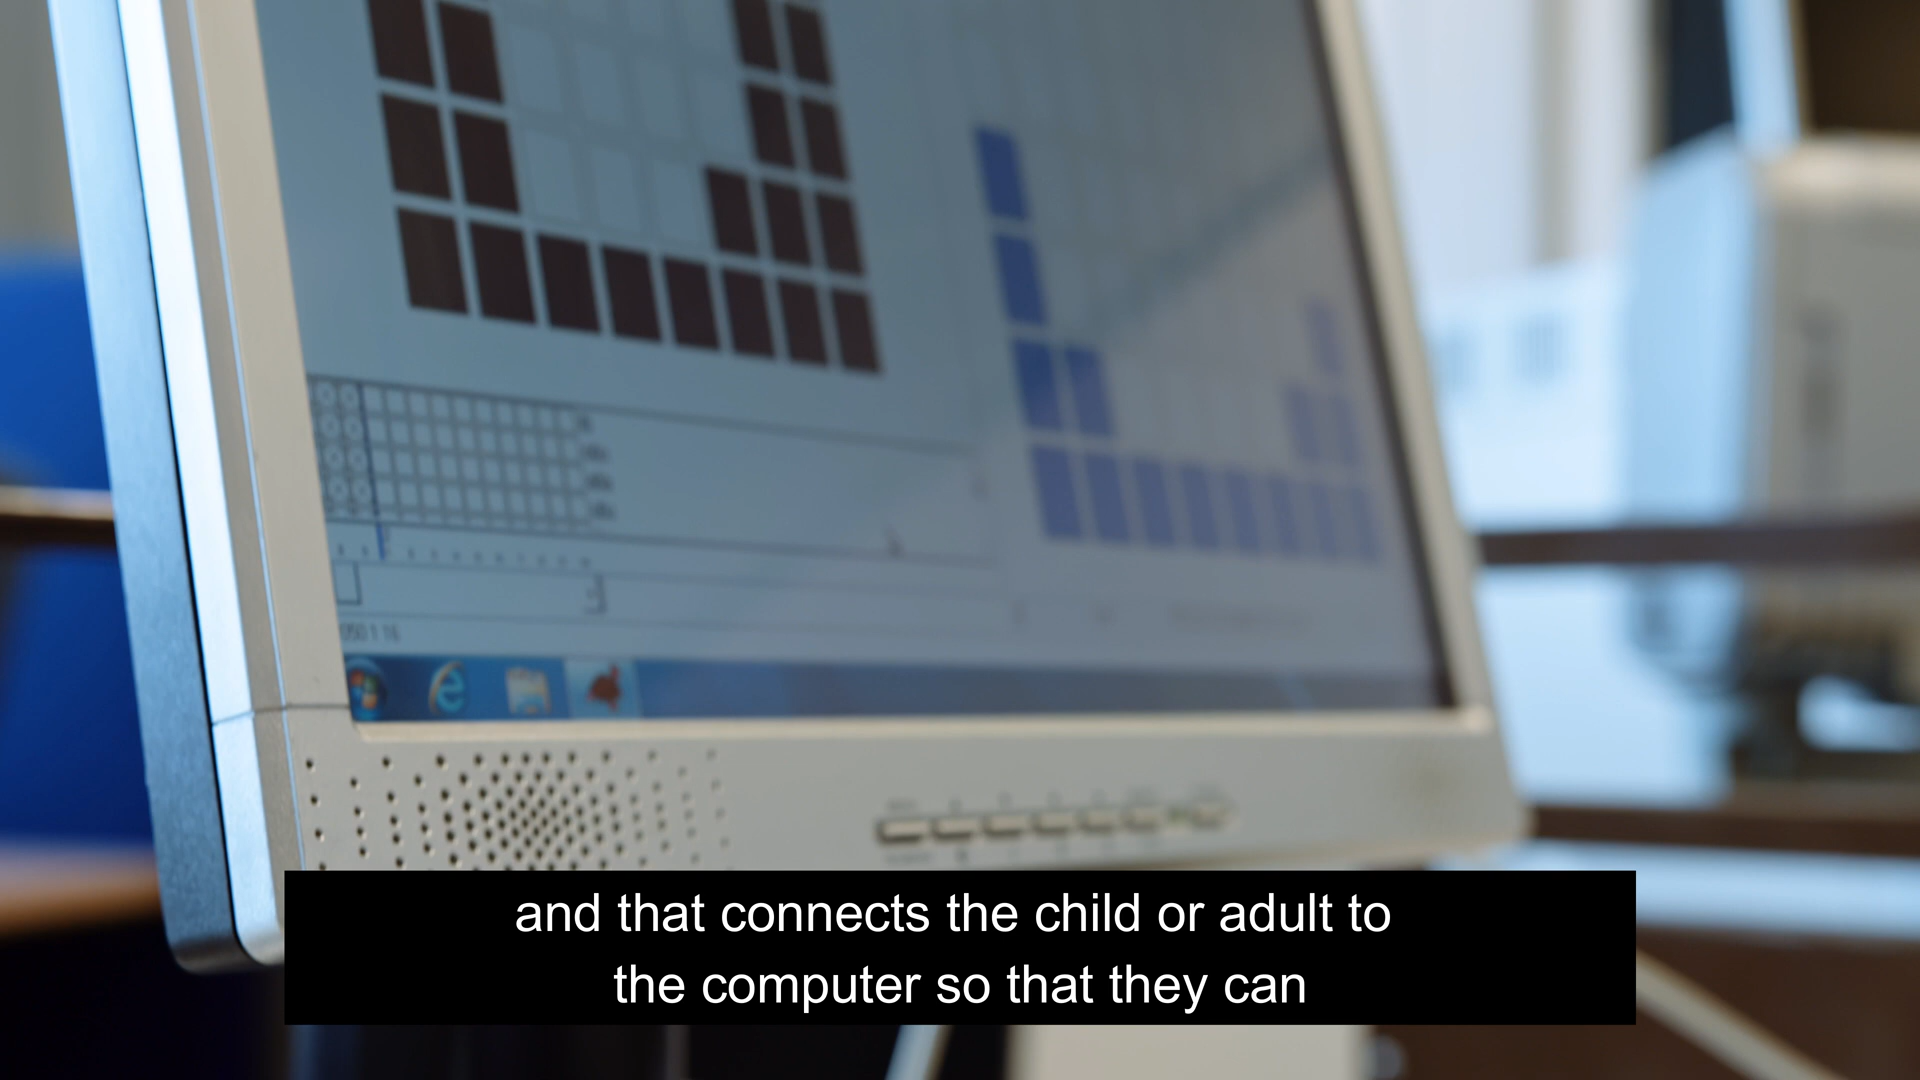 and that connects the child or adult to
the computer so that they can